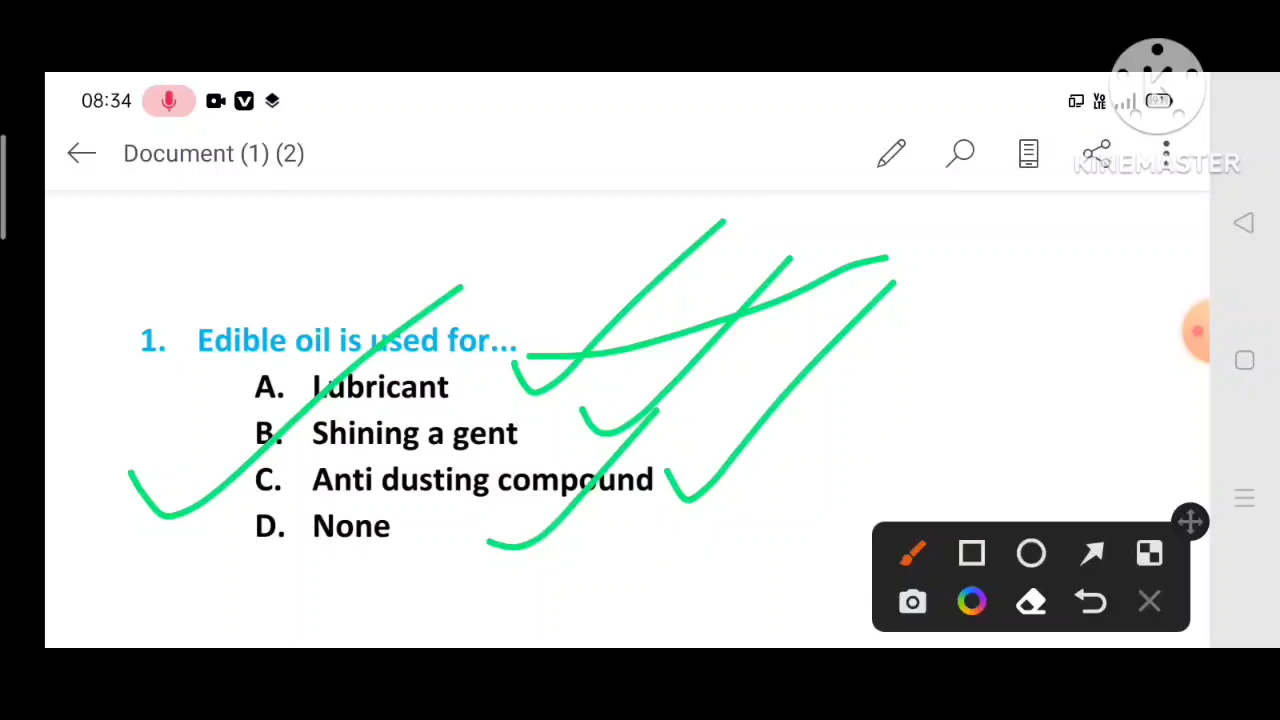 08:34
Document (1) (2)
KINEMASTER
1. Edible oil is used for...
A. Lubricant
B. Shining a gent
C. Anti dusting compound
D. None